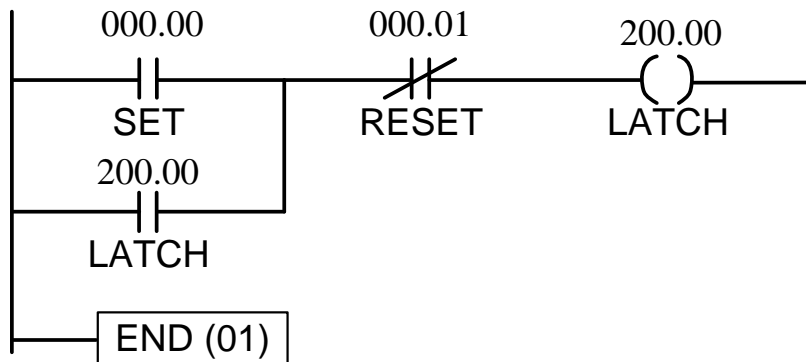 000.00 000.01 200.00
SET RESET LATCH
200.00
LATCH
END (01)